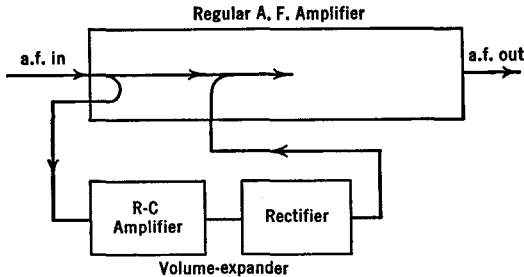 Regular A. F. Amplifier
a.f. in
a.f. out
R-C
Amplifier
Rectifier
Volume-expander